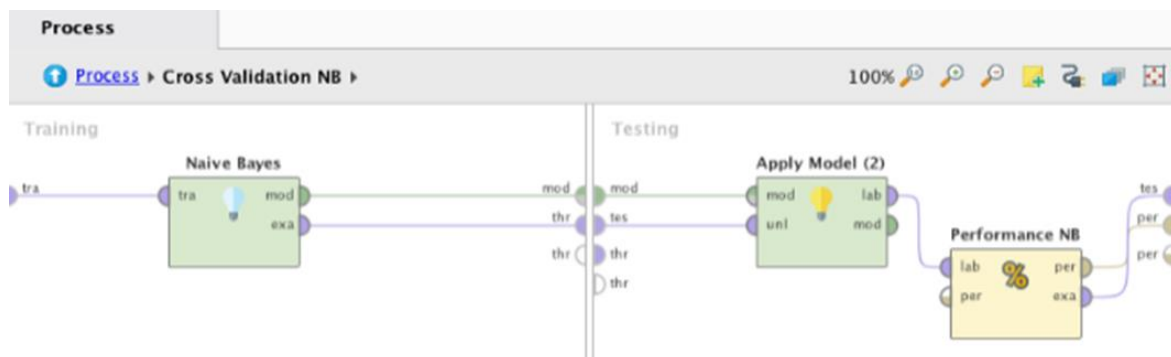 Process
Process ▸ Cross Validation NB ▸ 100%
Training
Testing
Naive Bayes
Apply Model (2)
tra
tra
mod
mod
mod
mod
lab
exa
thr
tes
unl
mod
tes
thr
thr
thr
Performance NB
lab
per
per
exa
per
per